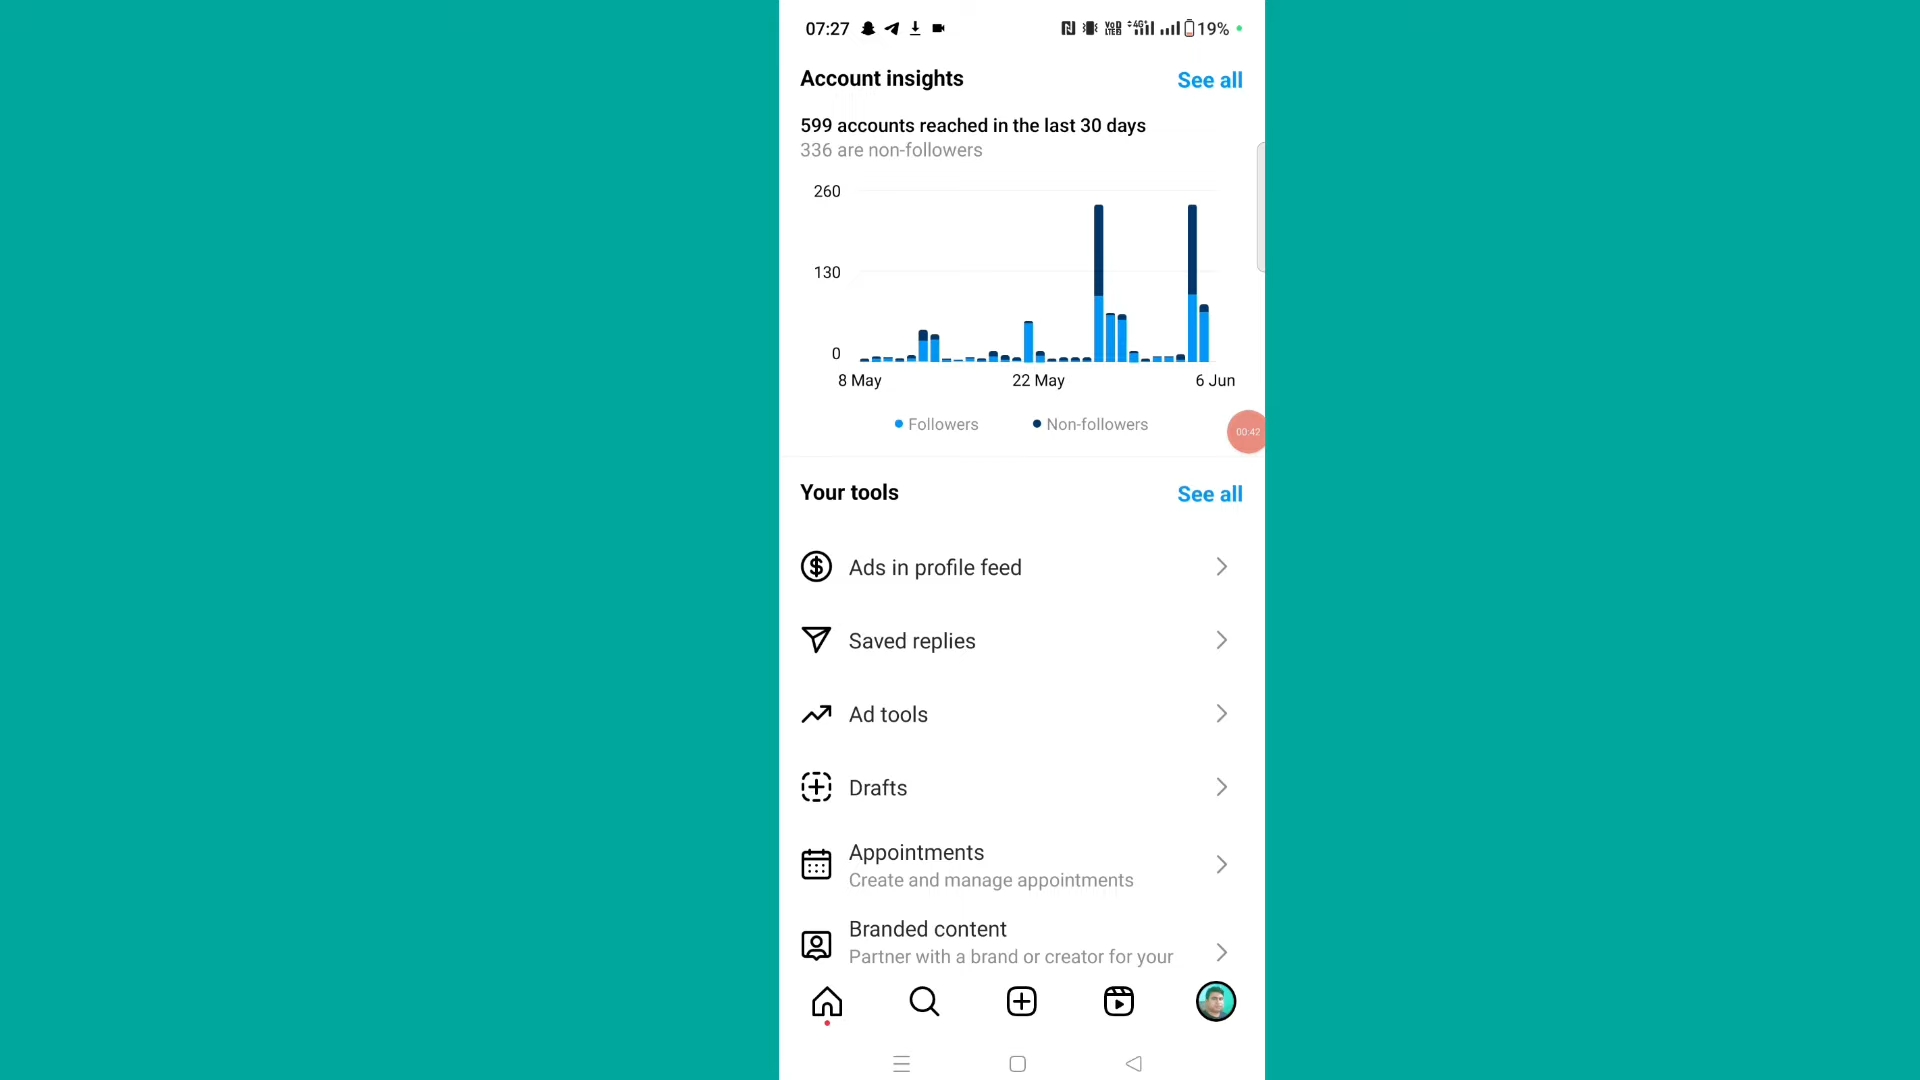 07:27 19%
Account insights See all
599 accounts reached in the last 30 days
336 are non-followers
260
130
0
8 May 22 May 6 Jun
Followers Non-followers
00:42
Your tools See all
Ads in profile feed
Saved replies
Ad tools
Drafts
Appointments
Create and manage appointments
Branded content
Partner with a brand or creator for your